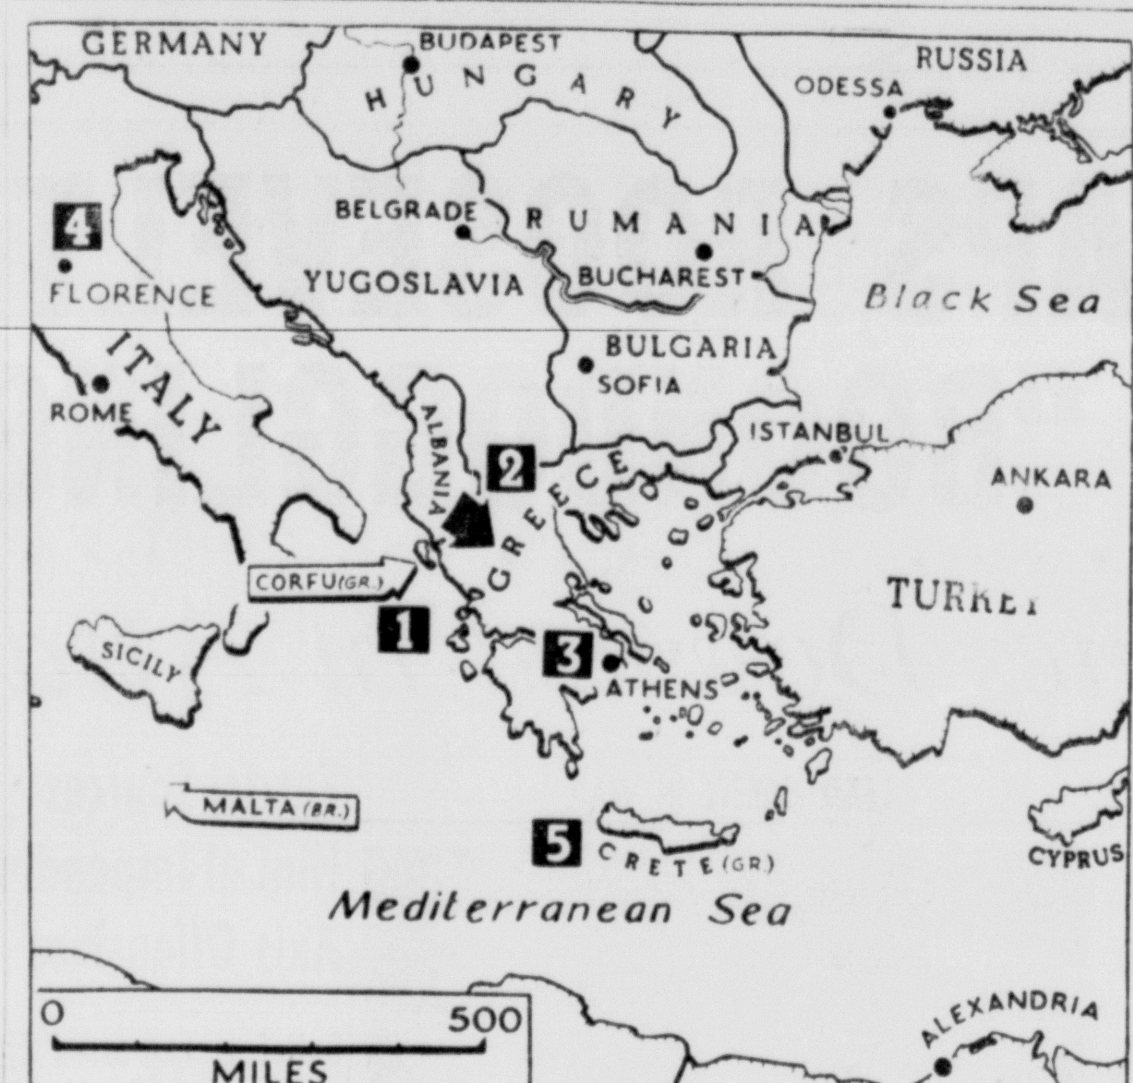 GERMANY
BUDAPEST
HUNGARY
RUSSIA
ODESSA
4
BELGRADE
RUMANIA
FLORENCE
YUGOSLAVIA
BUCHAREST
Black Sea
ITALY
BULGARIA
SOFIA
ROME
ALBANIA
ISTANBUL
2
GREECE
ANKARA
CORFU (GR.)
1
TURKEY
SICILY
3
ATHENS
MALTA (BR.)
5
CRETE (GR)
CYPRUS
Mediterranean Sea
0 500
MILES
ALEXANDRIA